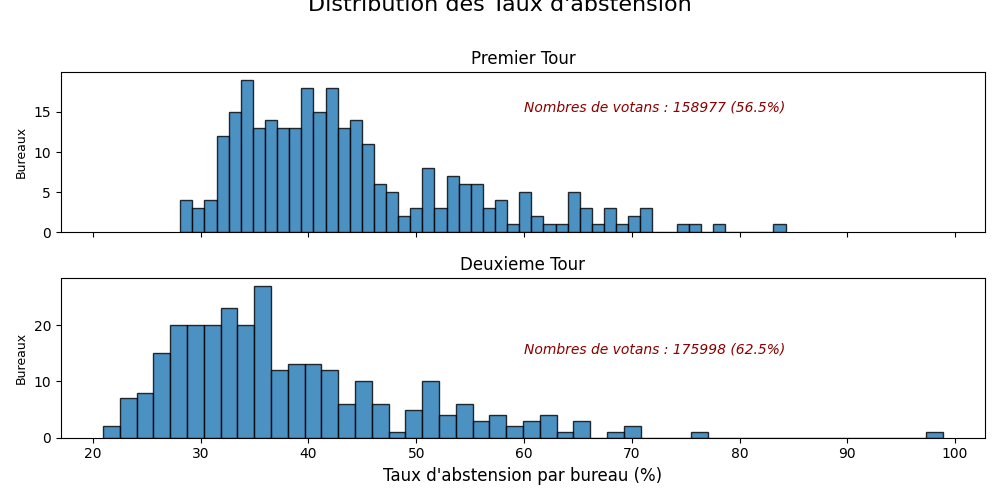 Distribution des Taux d'abstension
Premier Tour
Nombres de votans : 158977 (56.5%)
Bureaux
15
10
5
0
Deuxieme Tour
Nombres de votans : 175998 (62.5%)
Bureaux
20
10
0
20 30 40 50 60 70 80 90 100
Taux d'abstension par bureau (%)